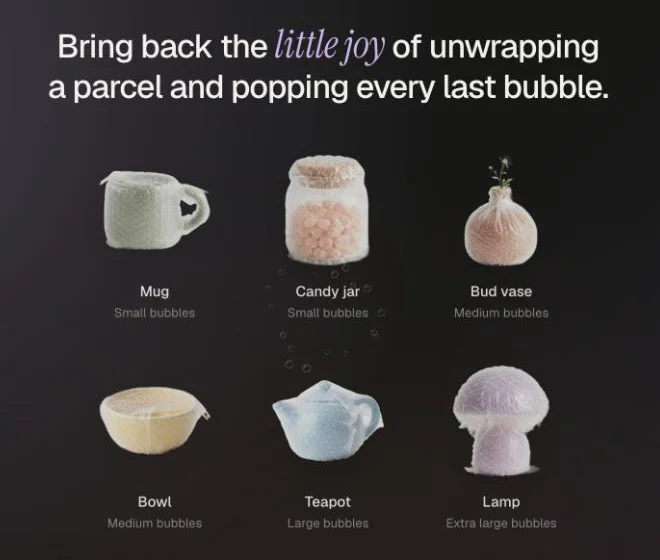 Bring back the little joy of unwrapping
a parcel and popping every last bubble.
Mug
Small bubbles
Candy jar
Small bubbles
Bud vase
Medium bubbles
Bowl
Medium bubbles
Teapot
Large bubbles
Lamp
Extra large bubbles